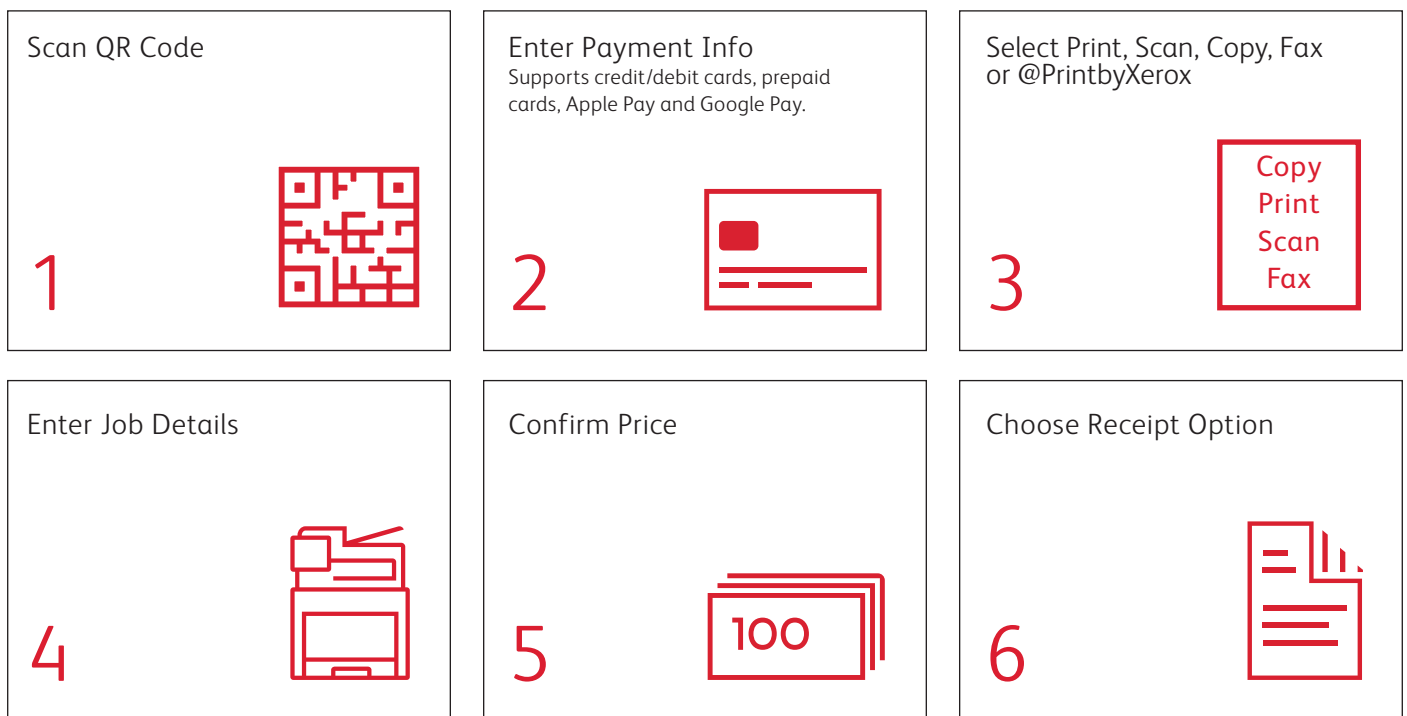 Scan QR Code
1
Enter Payment Info
Supports credit/debit cards, prepaid
cards, Apple Pay and Google Pay.
2
Select Print, Scan, Copy, Fax
or @PrintbyXerox
Copy
Print
Scan
Fax
3
Enter Job Details
4
Confirm Price
100
5
Choose Receipt Option
6